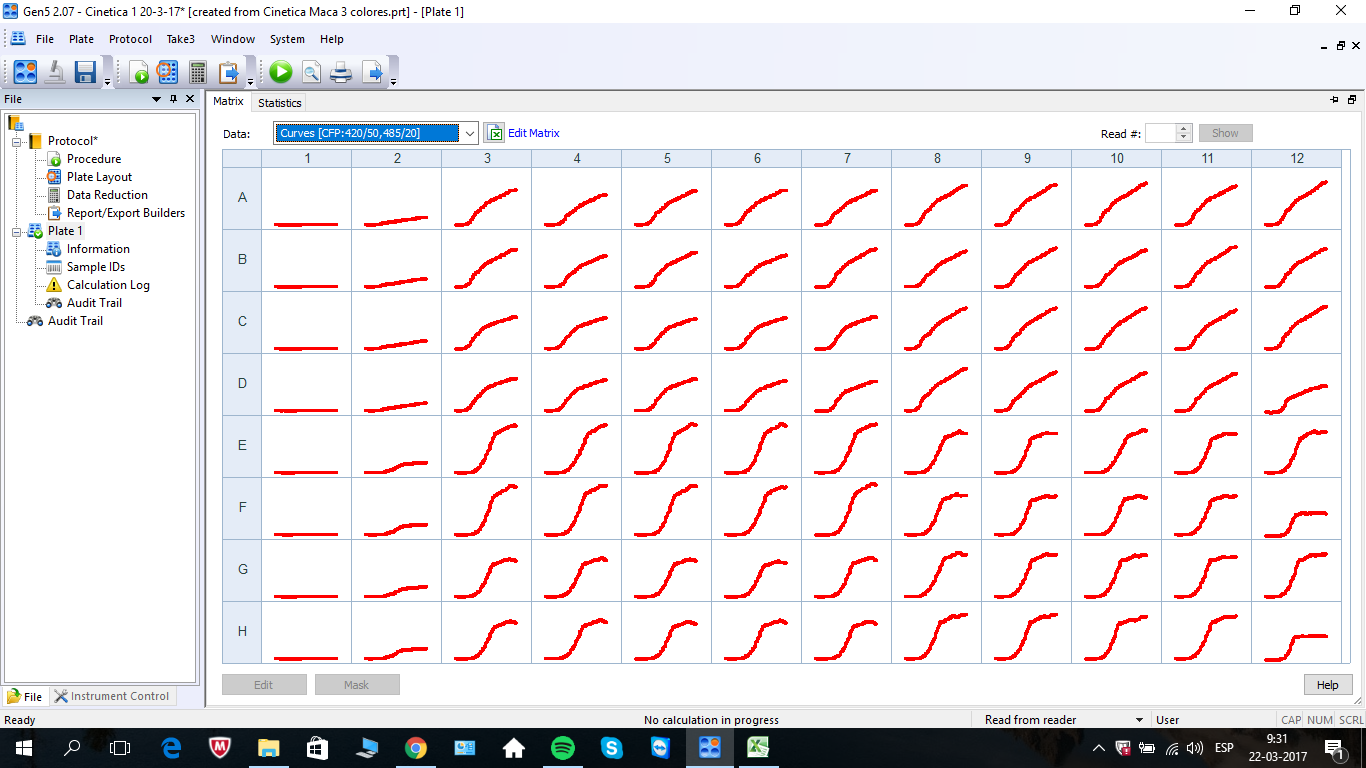 Gen5 2.07 - Cinetica 1 20-3-17* [created from Cinetica Maca 3 colores.prt] - [Plate 1]
File Plate Protocol Take3 Window System Help
File
Protocol*
Procedure
Plate Layout
Data Reduction
Report/Export Builders
Plate 1
Information
Sample IDs
Calculation Log
Audit Trail
Audit Trail
File Instrument Control
Matrix Statistics
Data: Curves [CFP:420/50,485/20] Edit Matrix Read #: Show
1 2 3 4 5 6 7 8 9 10 11 12
A
B
C
D
E
F
G
H
Edit Mask Help
Ready No calculation in progress Read from reader User CAP NUM SCRL
ESP 9:31
22-03-2017
1